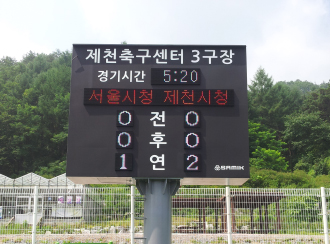 제천축구센터 3구장
경기시간 5:20
서울시청 제천시청
0 전 0
0 후 0
1 연 2
SAMIK